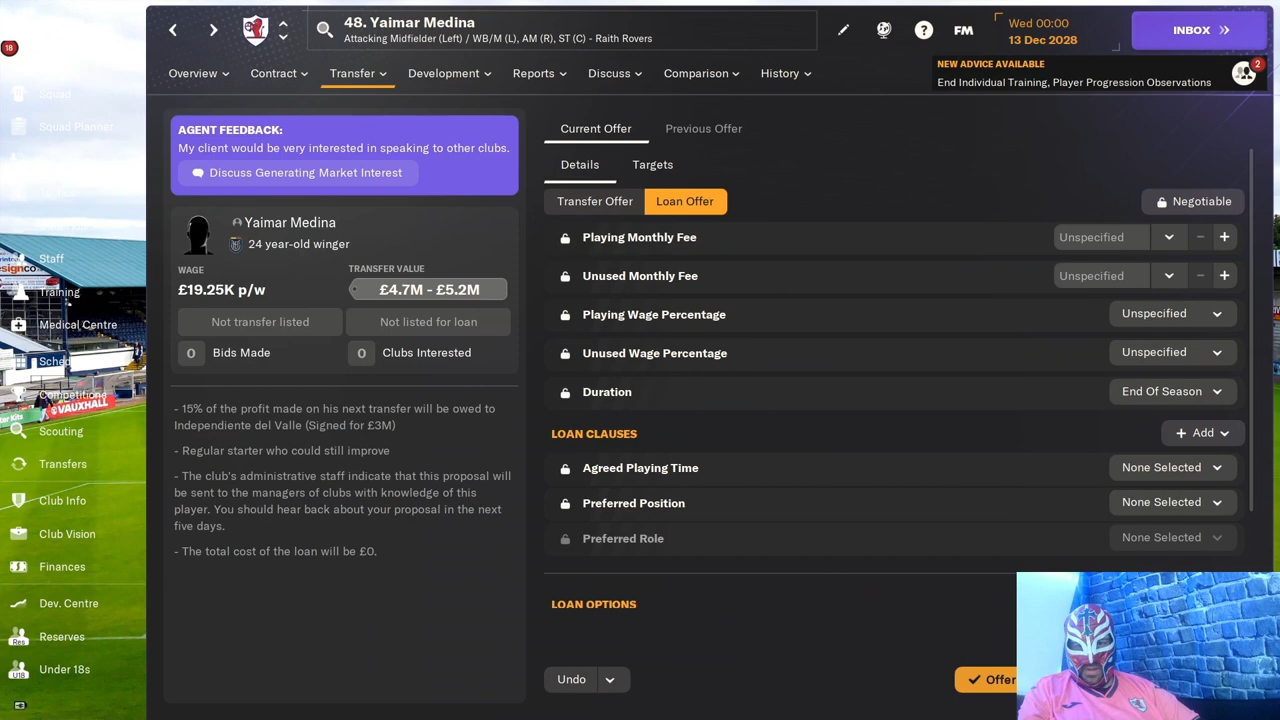 48. Yaimar Medina
Attacking Midfielder (Left) / WB/M (L), AM (R), ST (C) - Raith Rovers
FM
Wed 00:00
13 Dec 2028
INBOX
18
Overview
Contract
Transfer
Development
Reports
Discuss
Comparison
History
NEW ADVICE AVAILABLE
End Individual Training, Player Progression Observations
2
Squad
Squad Planner
Staff
Training
Medical Centre
Sched
Competitions
VAUXHALL
Scouting
Transfers
Club Info
Club Vision
Finances
Dev. Centre
Res
Reserves
U18
Under 18s
AGENT FEEDBACK:
My client would be very interested in speaking to other clubs.
Discuss Generating Market Interest
Yaimar Medina
24 year-old winger
WAGE
£19.25K p/w
TRANSFER VALUE
£4.7M - £5.2M
Not transfer listed
Not listed for loan
0 Bids Made
0 Clubs Interested
- 15% of the profit made on his next transfer will be owed to
Independiente del Valle (Signed for £3M)
- Regular starter who could still improve
- The club's administrative staff indicate that this proposal will
be sent to the managers of clubs with knowledge of this
player. You should hear back about your proposal in the next
five days.
- The total cost of the loan will be £0.
Current Offer
Previous Offer
Details
Targets
Transfer Offer
Loan Offer
Negotiable
Playing Monthly Fee
Unspecified
Unused Monthly Fee
Unspecified
Playing Wage Percentage
Unspecified
Unused Wage Percentage
Unspecified
Duration
End Of Season
LOAN CLAUSES
Add
Agreed Playing Time
None Selected
Preferred Position
None Selected
Preferred Role
None Selected
LOAN OPTIONS
Undo
Offer